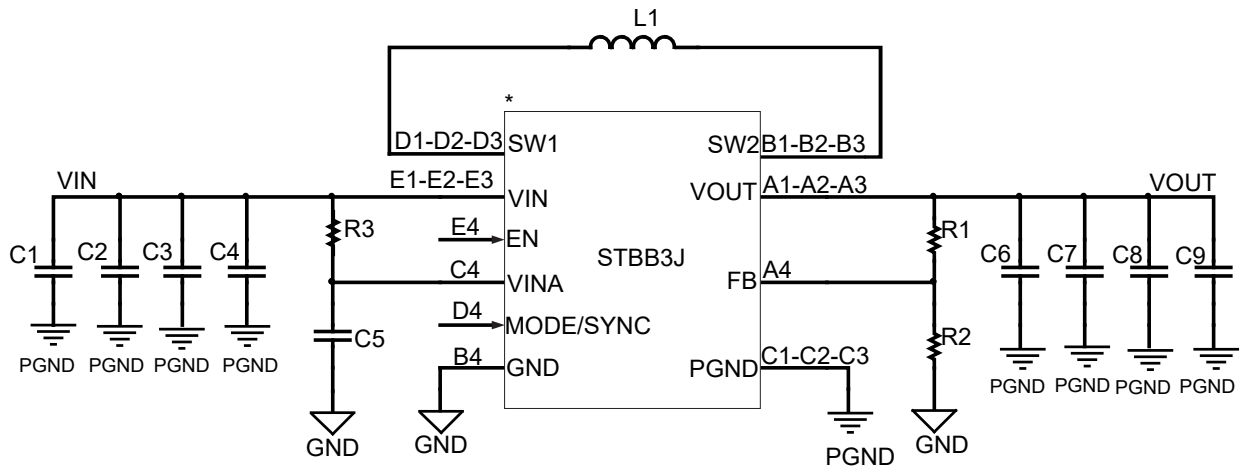 L1
*
D1-D2-D3 SW1
SW2 B1-B2-B3
VIN
E1-E2-E3 VIN
VOUT A1-A2-A3
VOUT
C1
C2
C3
C4
R3
E4 EN
STBB3J
R1
C6
C7
C8
C9
C4 VINA
FB A4
D4 MODE/SYNC
C5
R2
PGND
PGND
PGND
PGND
B4 GND
PGND C1-C2-C3
PGND
PGND
PGND
PGND
GND
GND
PGND
GND